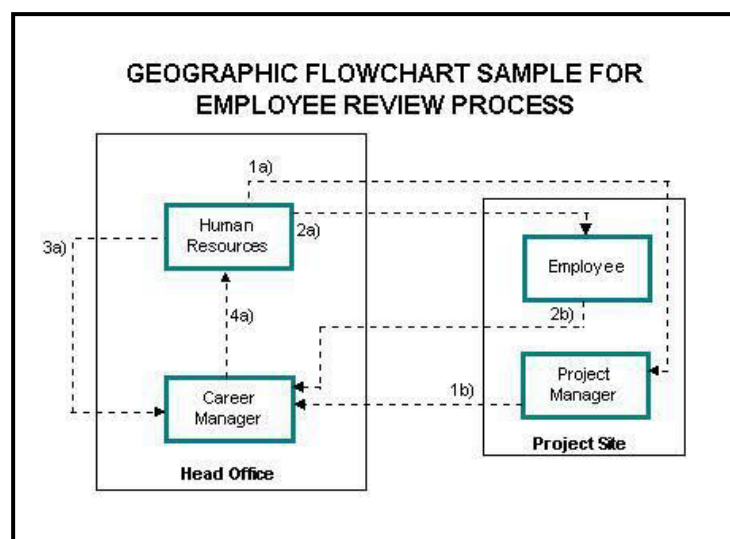 GEOGRAPHIC FLOWCHART SAMPLE FOR
EMPLOYEE REVIEW PROCESS
1a)
Human
Resources
2a)
3a)
Employee
4a)
2b)
Project
Manager
1b)
Career
Manager
Project Site
Head Office